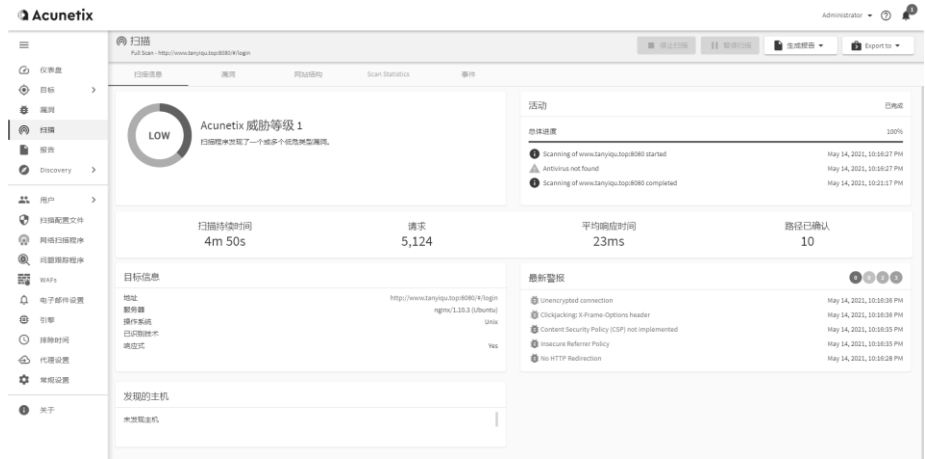 Acunetix
Administrator
1
扫描
Full Scan - http://www.tanyiqu.top:8080/#/login
停止扫描
暂停扫描
生成报告
Export to
仪表盘
目标
漏洞
扫描
报告
Discovery
用户
扫描配置文件
网络扫描程序
问题跟踪程序
WAFs
电子邮件设置
引擎
排除时间
代理设置
常规设置
关于
扫描信息
漏洞
网站结构
Scan Statistics
事件
LOW
Acunetix 威胁等级 1
扫描程序发现了一个或多个低危类型漏洞。
活动
已完成
总体进度
100%
Scanning of www.tanyiqu.top:8080 started
May 14, 2021, 10:16:27 PM
Antivirus not found
May 14, 2021, 10:16:27 PM
Scanning of www.tanyiqu.top:8080 completed
May 14, 2021, 10:21:17 PM
扫描持续时间
4m 50s
请求
5,124
平均响应时间
23ms
路径已确认
10
目标信息
地址
http://www.tanyiqu.top:8080/#/login
服务器
nginx/1.10.3 (Ubuntu)
操作系统
Unix
已识别技术
响应式
Yes
最新警报
Unencrypted connection
May 14, 2021, 10:16:36 PM
Clickjacking: X-Frame-Options header
May 14, 2021, 10:16:36 PM
Content Security Policy (CSP) not implemented
May 14, 2021, 10:16:35 PM
Insecure Referrer Policy
May 14, 2021, 10:16:35 PM
No HTTP Redirection
May 14, 2021, 10:16:28 PM
发现的主机
未发现主机